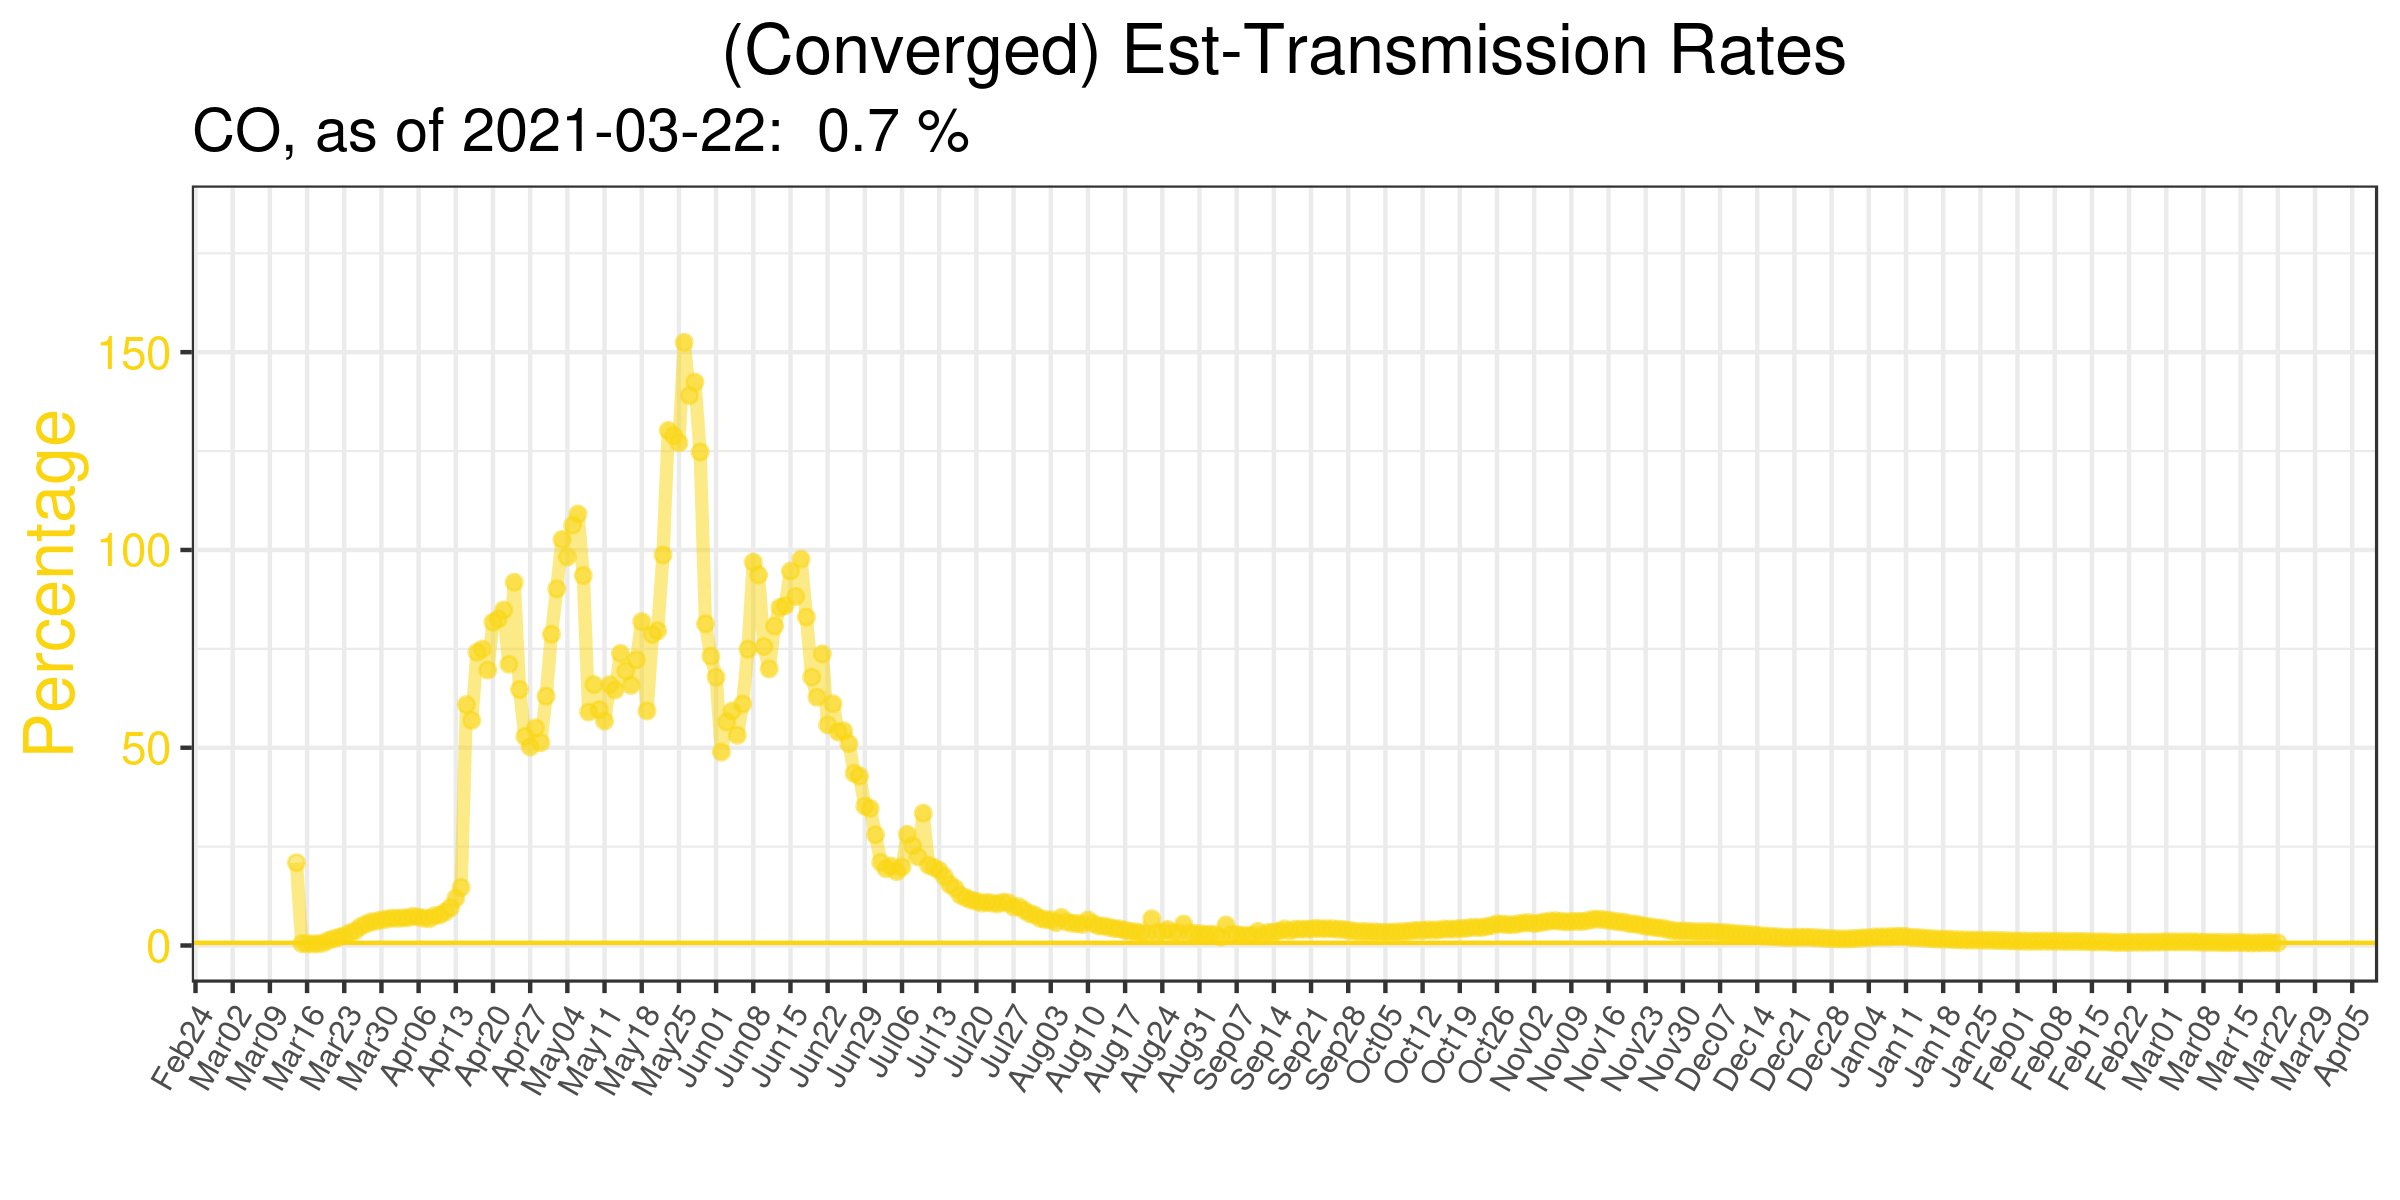 (Converged) Est-Transmission Rates
CO, as of 2021-03-22:  0.7 %
Percentage
150
100
50
0
Feb24
Mar02
Mar09
Mar16
Mar23
Mar30
Apr06
Apr13
Apr20
Apr27
May04
May11
May18
May25
Jun01
Jun08
Jun15
Jun22
Jun29
Jul06
Jul13
Jul20
Jul27
Aug03
Aug10
Aug17
Aug24
Aug31
Sep07
Sep14
Sep21
Sep28
Oct05
Oct12
Oct19
Oct26
Nov02
Nov09
Nov16
Nov23
Nov30
Dec07
Dec14
Dec21
Dec28
Jan04
Jan11
Jan18
Jan25
Feb01
Feb08
Feb15
Feb22
Mar01
Mar08
Mar15
Mar22
Mar29
Apr05